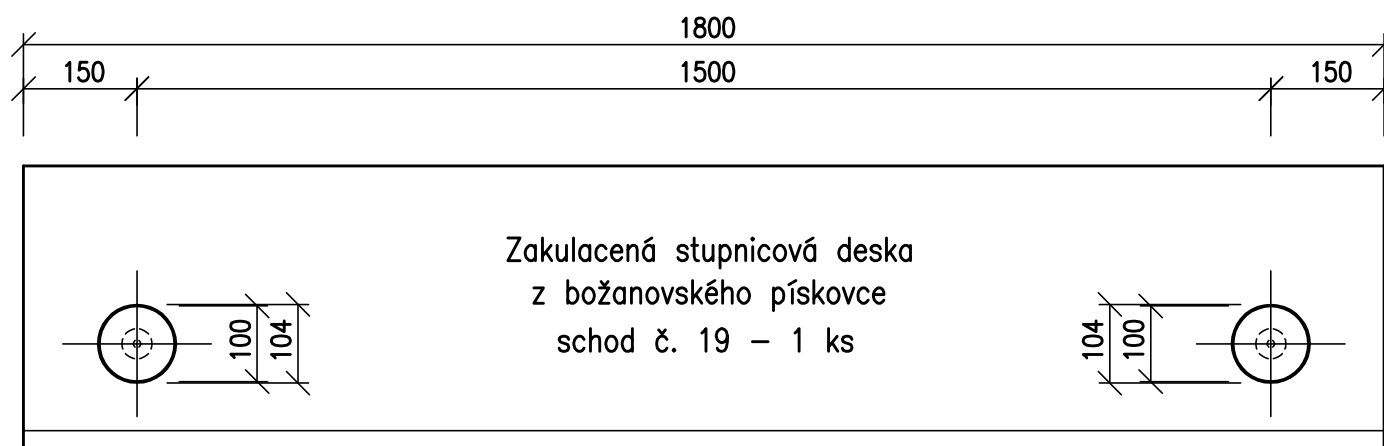 1800
150 1500 150
Zakulacená stupnicová deska
z božanovského pískovce
schod č. 19 – 1 ks
100 104 104 100